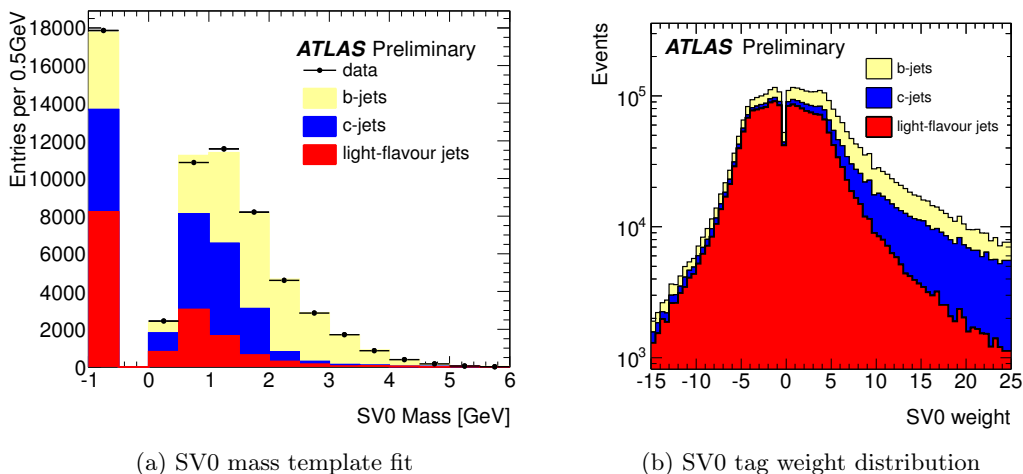 Entries per 0.5GeV
18000
16000
14000
12000
10000
8000
6000
4000
2000
0
ATLAS Preliminary
data
b-jets
c-jets
light-flavour jets
-1 0 1 2 3 4 5 6
SV0 Mass [GeV]
(a) SV0 mass template fit
Events
10^5
10^4
10^3
ATLAS Preliminary
b-jets
c-jets
light-flavour jets
-15 -10 -5 0 5 10 15 20 25
SV0 weight
(b) SV0 tag weight distribution